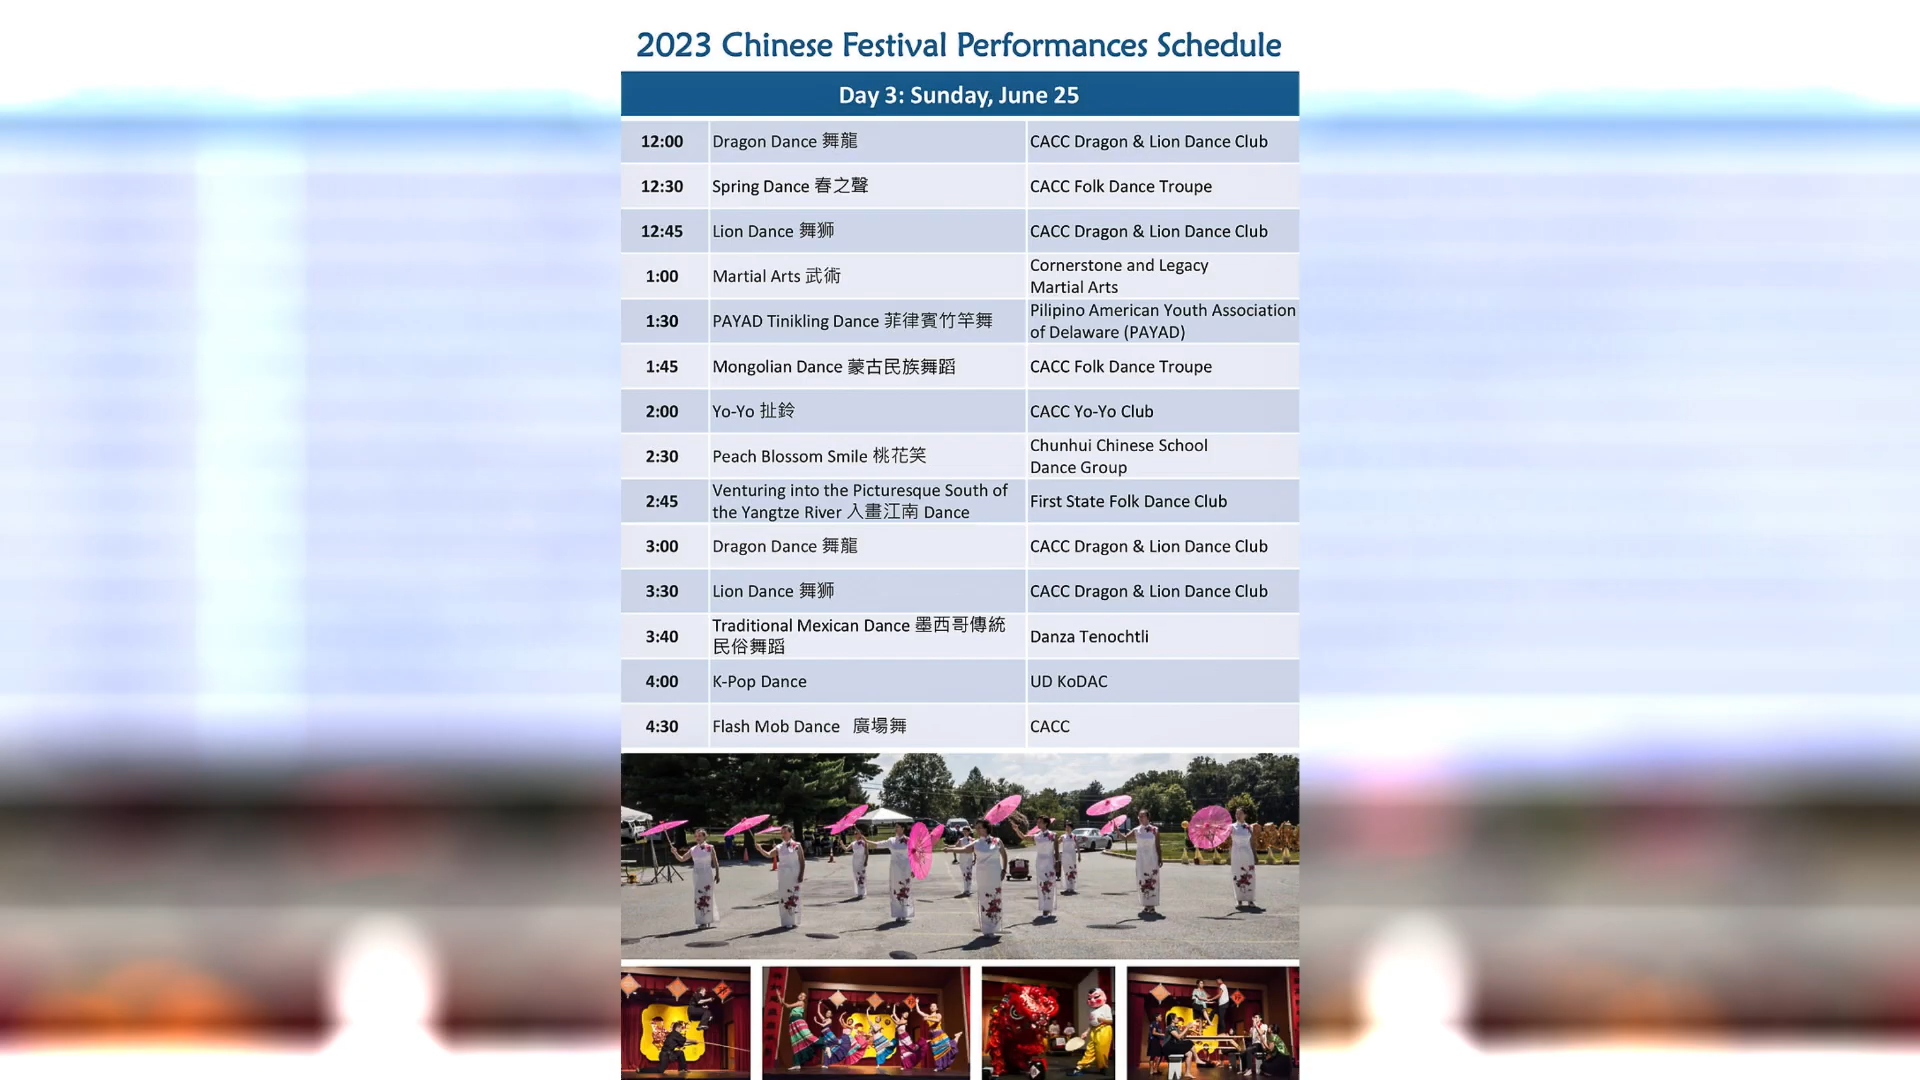 2023 Chinese Festival Performances Schedule
Day 3: Sunday, June 25
12:00 Dragon Dance 舞龍 CACC Dragon & Lion Dance Club
12:30 Spring Dance 春之聲 CACC Folk Dance Troupe
12:45 Lion Dance 舞狮 CACC Dragon & Lion Dance Club
1:00 Martial Arts 武術 Cornerstone and Legacy
Martial Arts
1:30 PAYAD Tinikling Dance 菲律賓竹竿舞 Pilipino American Youth Association
of Delaware (PAYAD)
1:45 Mongolian Dance 蒙古民族舞蹈 CACC Folk Dance Troupe
2:00 Yo-Yo 扯鈴 CACC Yo-Yo Club
2:30 Peach Blossom Smile 桃花笑 Chunhui Chinese School
Dance Group
2:45 Venturing into the Picturesque South of
the Yangtze River 入畫江南 Dance First State Folk Dance Club
3:00 Dragon Dance 舞龍 CACC Dragon & Lion Dance Club
3:30 Lion Dance 舞狮 CACC Dragon & Lion Dance Club
3:40 Traditional Mexican Dance 墨西哥傳統
民俗舞蹈 Danza Tenochtli
4:00 K-Pop Dance UD KoDAC
4:30 Flash Mob Dance 廣場舞 CACC